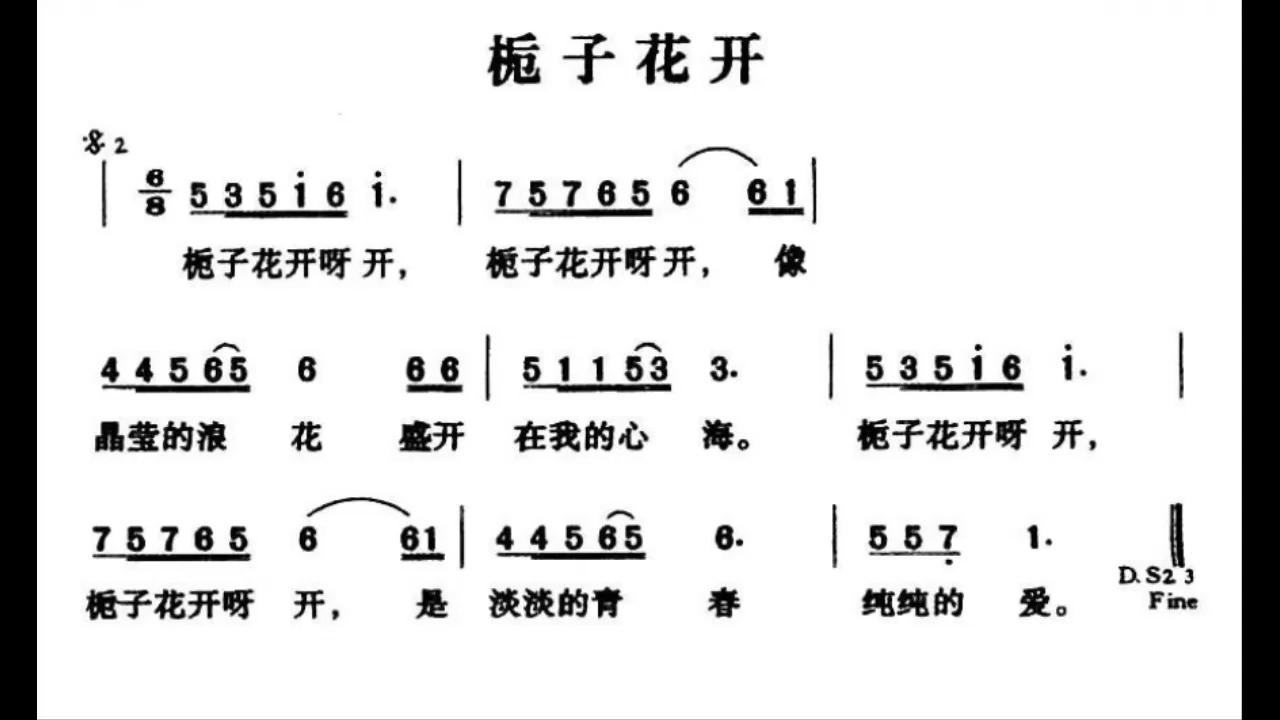 栀子花开
𝄋 2
6/8 5 3 5 i 6 i. | 7 5 7 6 5 6 6 1 |
栀子花开呀开， 栀子花开呀开， 像
4 4 5 6 5 6 6 6 | 5 1 1 5 3 3. | 5 3 5 i 6 i. |
晶莹的浪 花 盛开 在我的心 海。 栀子花开呀 开，
7 5 7 6 5 6 6 1 | 4 4 5 6 5 6. | 5 5 7̣ 1. ‖
栀子花开呀 开， 是 淡淡的青 春 纯纯的 爱。
D.S2 3
Fine